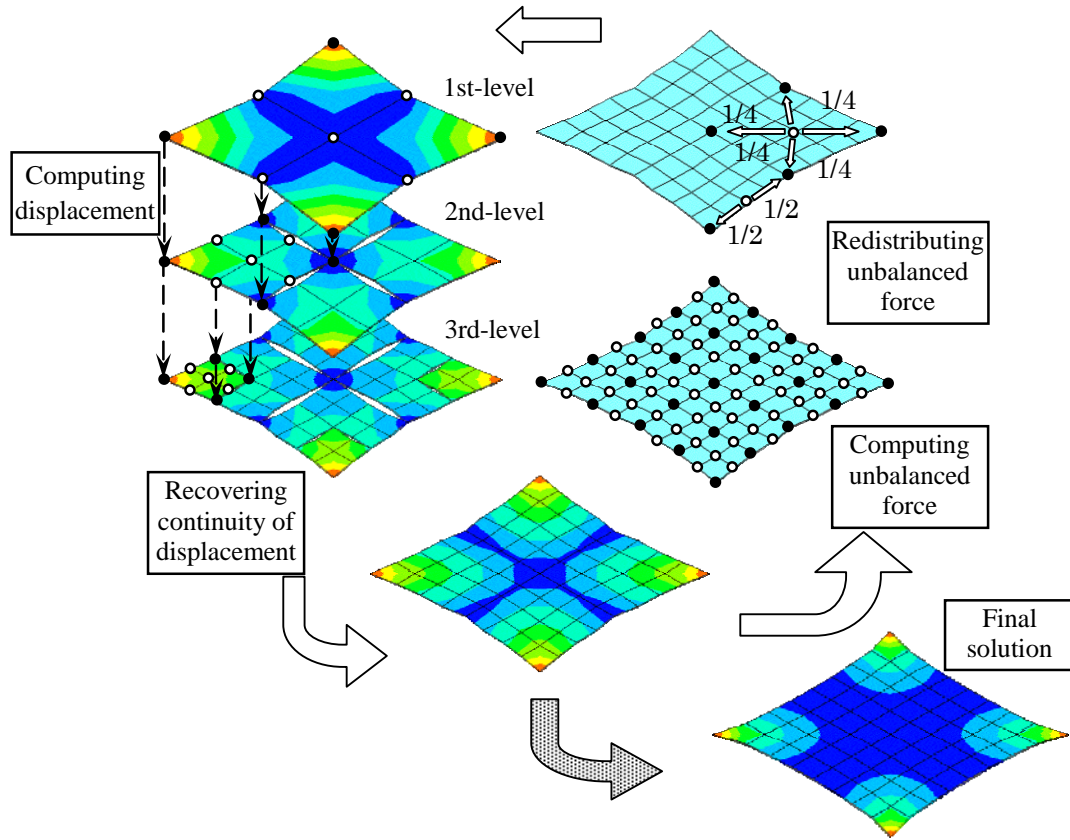 1st-level
1/4
1/4
1/4
1/4
1/2
1/2
Computing
displacement
2nd-level
Redistributing
unbalanced
force
3rd-level
Computing
unbalanced
force
Recovering
continuity of
displacement
Final
solution